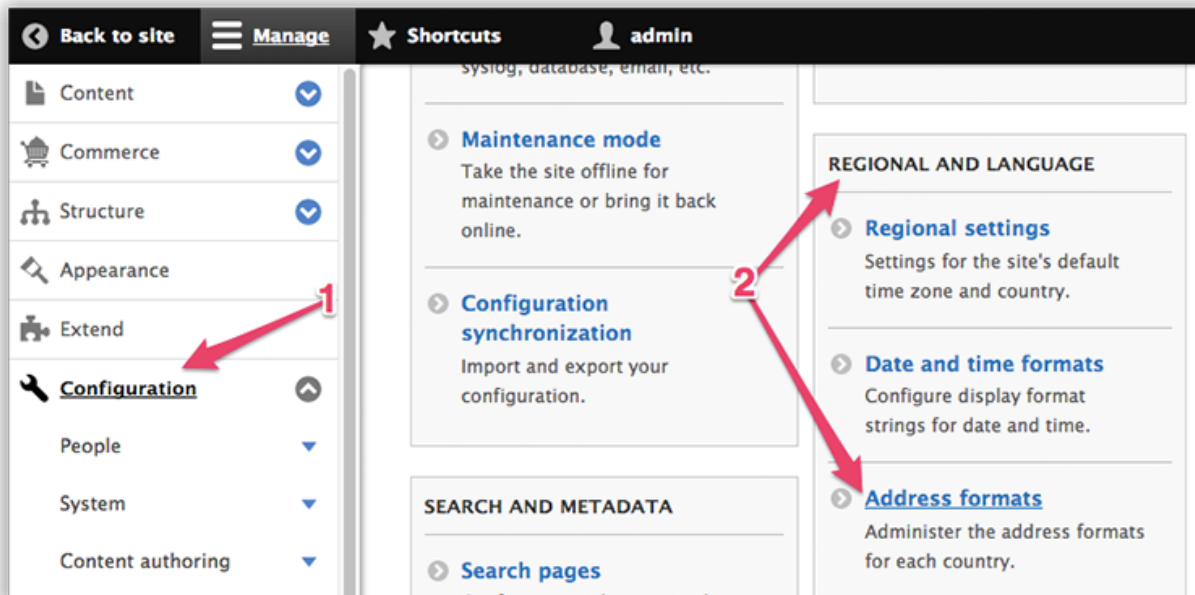 Back to site Manage Shortcuts admin
Content
Commerce
Structure
Appearance
Extend
Configuration
People
System
Content authoring
1
syslog, database, email, etc.
Maintenance mode
Take the site offline for
maintenance or bring it back
online.
Configuration
synchronization
Import and export your
configuration.
SEARCH AND METADATA
Search pages
2
REGIONAL AND LANGUAGE
Regional settings
Settings for the site's default
time zone and country.
Date and time formats
Configure display format
strings for date and time.
Address formats
Administer the address formats
for each country.